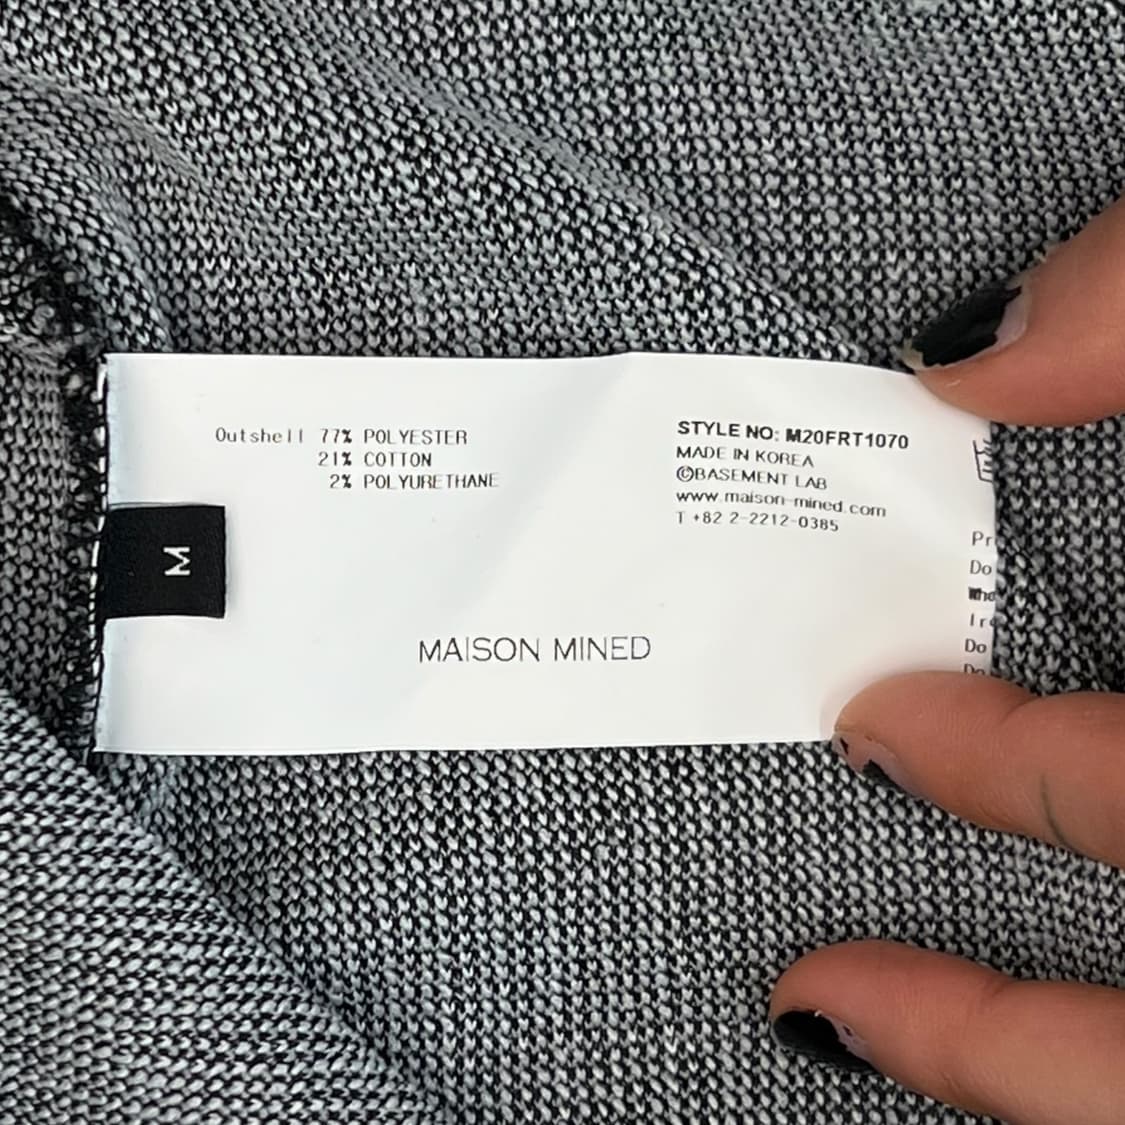 Outshell 77% POLYESTER
21% COTTON
2% POLYURETHANE
STYLE NO: M20FRT1070
MADE IN KOREA
©BASEMENT LAB
www.maison-mined.com
T +82 2-2212-0385
M
MAISON MINED
Do
Do